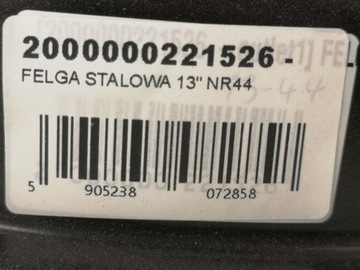 2000000221526 -
FELGA STALOWA 13" NR44
5 905238 072858